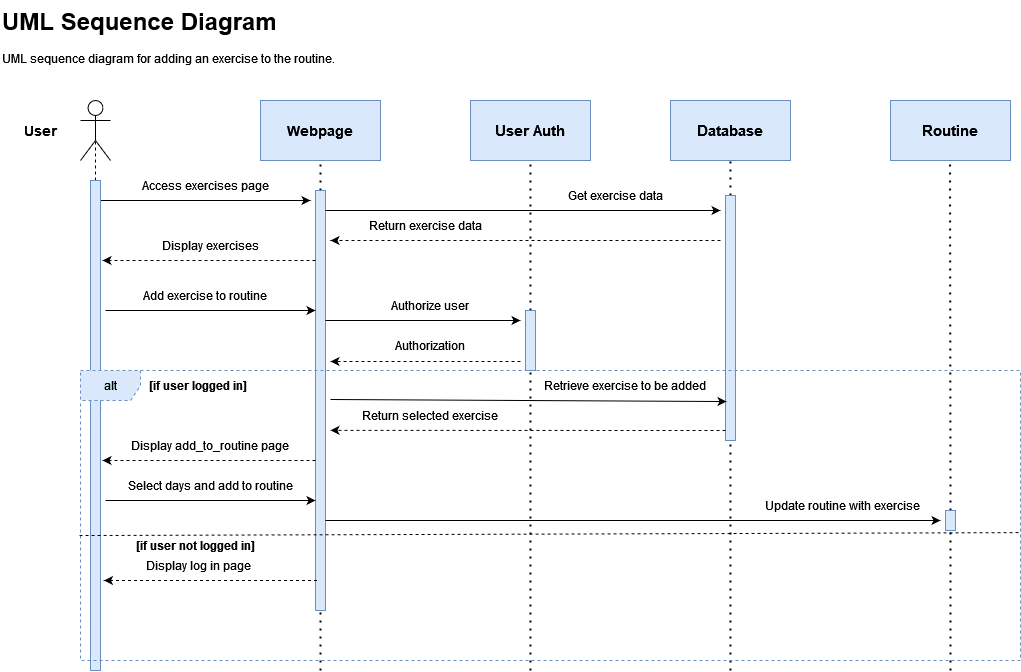 UML Sequence Diagram
UML sequence diagram for adding an exercise to the routine.
User
Webpage
User Auth
Database
Routine
Access exercises page
Get exercise data
Return exercise data
Display exercises
Add exercise to routine
Authorize user
Authorization
alt
[if user logged in]
Retrieve exercise to be added
Return selected exercise
Display add_to_routine page
Select days and add to routine
Update routine with exercise
[if user not logged in]
Display log in page